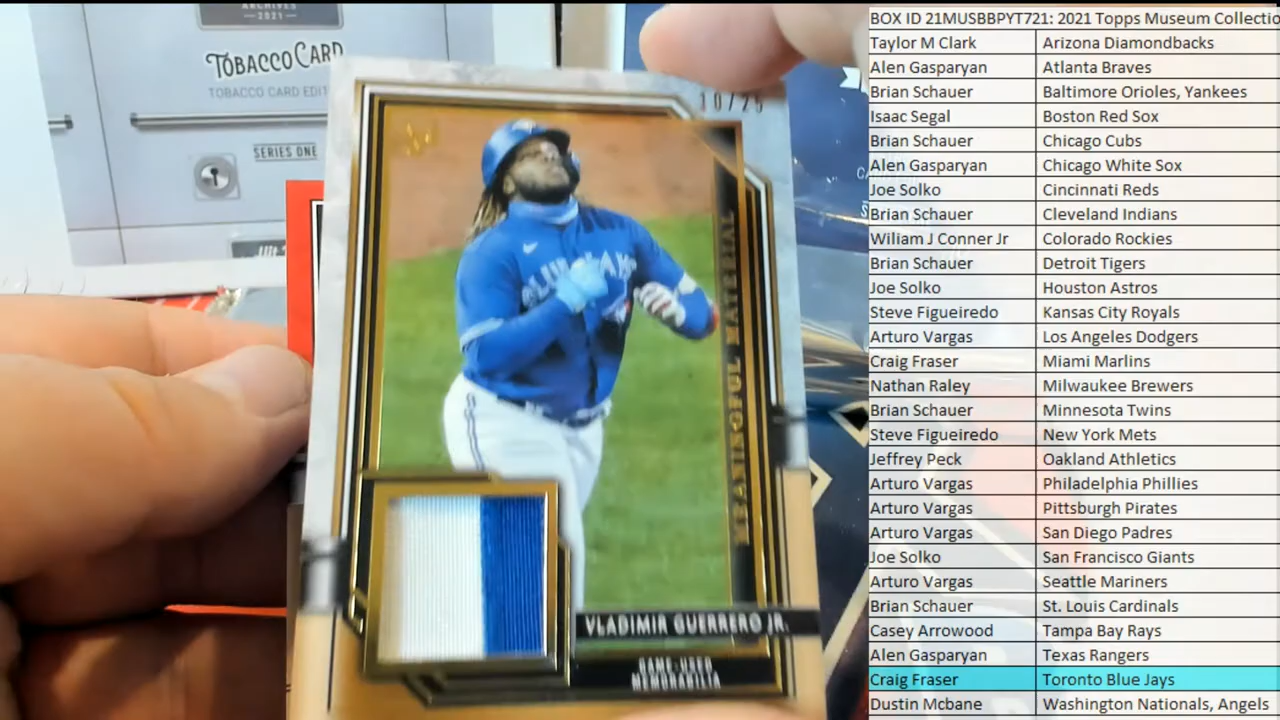 BOX ID 21MUSBBPYT721: 2021 Topps Museum Collectio
Taylor M Clark Arizona Diamondbacks
Alen Gasparyan Atlanta Braves
Brian Schauer Baltimore Orioles, Yankees
Isaac Segal Boston Red Sox
Brian Schauer Chicago Cubs
Alen Gasparyan Chicago White Sox
Joe Solko Cincinnati Reds
Brian Schauer Cleveland Indians
Wiliam J Conner Jr Colorado Rockies
Brian Schauer Detroit Tigers
Joe Solko Houston Astros
Steve Figueiredo Kansas City Royals
Arturo Vargas Los Angeles Dodgers
Craig Fraser Miami Marlins
Nathan Raley Milwaukee Brewers
Brian Schauer Minnesota Twins
Steve Figueiredo New York Mets
Jeffrey Peck Oakland Athletics
Arturo Vargas Philadelphia Phillies
Arturo Vargas Pittsburgh Pirates
Arturo Vargas San Diego Padres
Joe Solko San Francisco Giants
Arturo Vargas Seattle Mariners
Brian Schauer St. Louis Cardinals
Casey Arrowood Tampa Bay Rays
Alen Gasparyan Texas Rangers
Craig Fraser Toronto Blue Jays
Dustin Mcbane Washington Nationals, Angels
ARCHIVES
2021
TOBACCO CARD
TOBACCO CARD EDIT
SERIES ONE
10/25
MEANINGFUL MATERIAL
VLADIMIR GUERRERO JR.
GAME-USED
MEMORABILIA